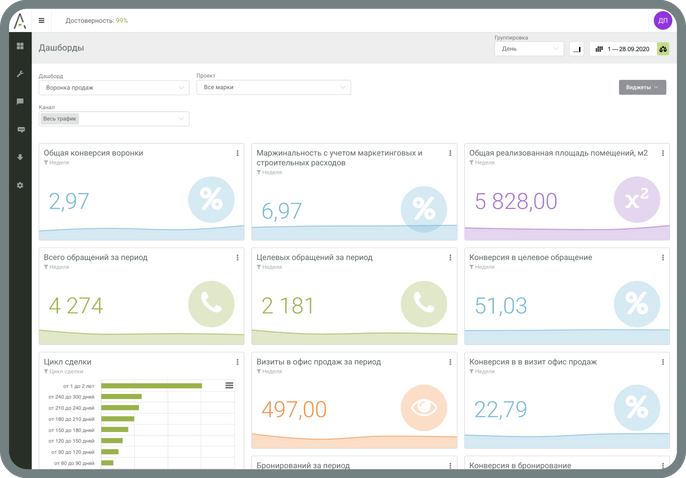 Достоверность: 99%
ДП
Дашборды
Группировка
День
1 — 28.09.2020
Дашборд
Воронка продаж
Проект
Все марки
Виджеты
Канал
Весь трафик
Общая конверсия воронки
Неделя
2,97
%
Маржинальность с учетом маркетинговых и
строительных расходов
Неделя
6,97
%
Общая реализованная площадь помещений, м2
Неделя
5 828,00
x²
Всего обращений за период
Неделя
4 274
Целевых обращений за период
Неделя
2 181
Конверсия в целевое обращение
Неделя
51,03
%
Цикл сделки
Цикл сделки
от 1 до 2 лет
от 240 до 300 дней
от 210 до 240 дней
от 180 до 210 дней
от 150 до 180 дней
от 120 до 150 дней
от 90 до 120 дней
от 60 до 90 дней
Визиты в офис продаж за период
Неделя
497,00
Конверсия в в визит офис продаж
Неделя
22,79
%
Бронирований за период
Конверсия в бронирование